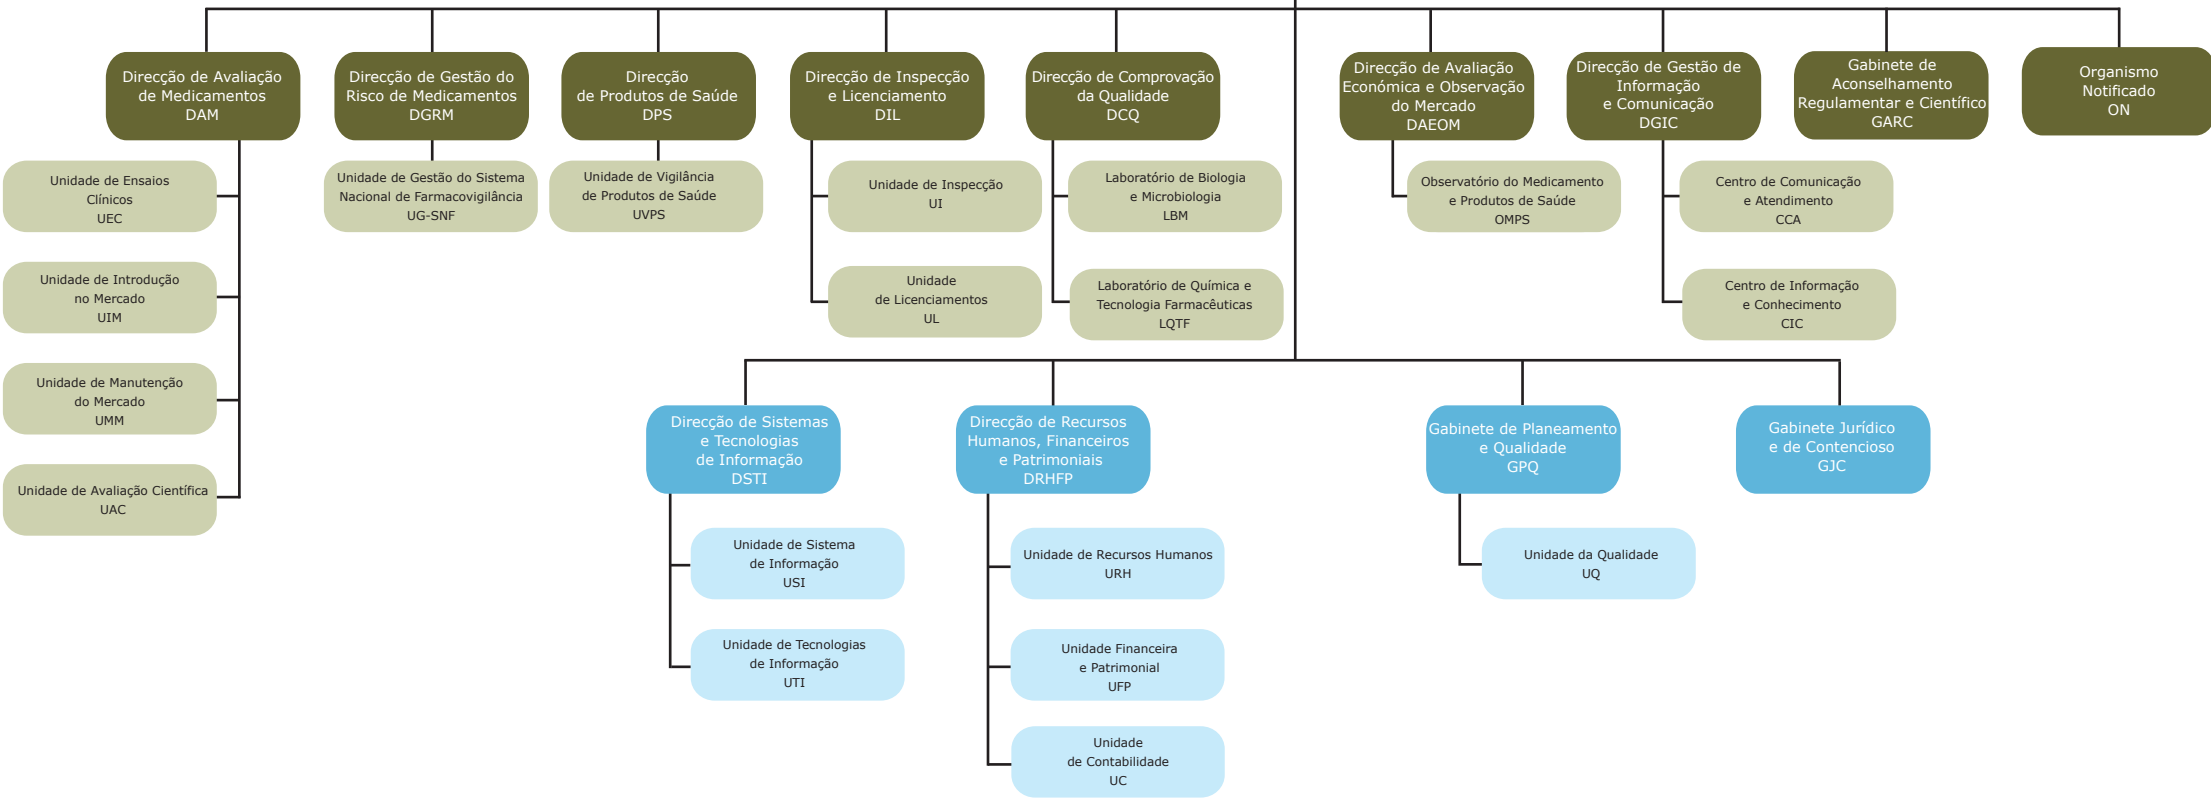 Direcção de Avaliação
de Medicamentos
DAM
Direcção de Gestão do
Risco de Medicamentos
DGRM
Direcção
de Produtos de Saúde
DPS
Direcção de Inspecção
e Licenciamento
DIL
Direcção de Comprovação
da Qualidade
DCQ
Direcção de Avaliação
Económica e Observação
do Mercado
DAEOM
Direcção de Gestão de
Informação
e Comunicação
DGIC
Gabinete de
Aconselhamento
Regulamentar e Científico
GARC
Organismo
Notificado
ON
Unidade de Ensaios
Clínicos
UEC
Unidade de Gestão do Sistema
Nacional de Farmacovigilância
UG-SNF
Unidade de Vigilância
de Produtos de Saúde
UVPS
Unidade de Inspecção
UI
Laboratório de Biologia
e Microbiologia
LBM
Observatório do Medicamento
e Produtos de Saúde
OMPS
Centro de Comunicação
e Atendimento
CCA
Unidade de Introdução
no Mercado
UIM
Unidade
de Licenciamentos
UL
Laboratório de Química e
Tecnologia Farmacêuticas
LQTF
Centro de Informação
e Conhecimento
CIC
Unidade de Manutenção
do Mercado
UMM
Unidade de Avaliação Científica
UAC
Direcção de Sistemas
e Tecnologias
de Informação
DSTI
Direcção de Recursos
Humanos, Financeiros
e Patrimoniais
DRHFP
Gabinete de Planeamento
e Qualidade
GPQ
Gabinete Jurídico
e de Contencioso
GJC
Unidade de Sistema
de Informação
USI
Unidade de Recursos Humanos
URH
Unidade da Qualidade
UQ
Unidade de Tecnologias
de Informação
UTI
Unidade Financeira
e Patrimonial
UFP
Unidade
de Contabilidade
UC